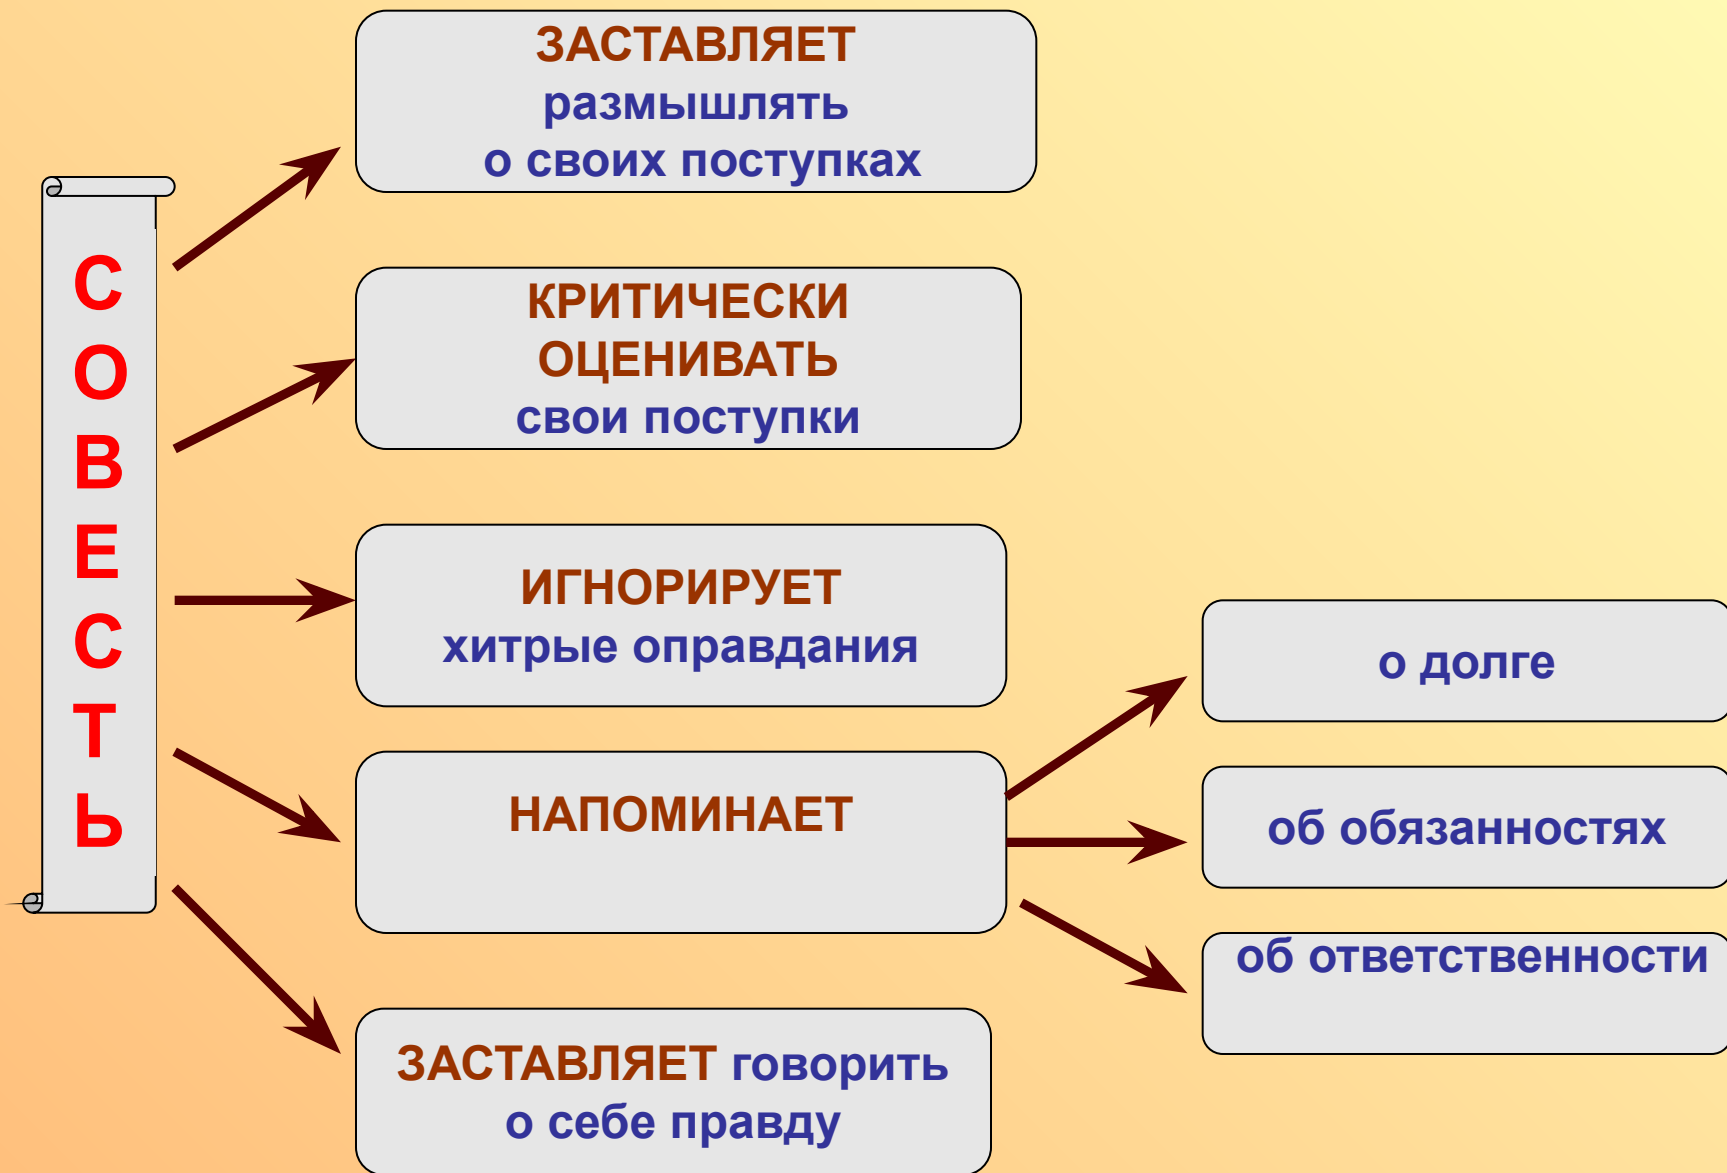 С
О
В
Е
С
Т
Ь
ЗАСТАВЛЯЕТ
размышлять
о своих поступках
КРИТИЧЕСКИ
ОЦЕНИВАТЬ
свои поступки
ИГНОРИРУЕТ
хитрые оправдания
НАПОМИНАЕТ
о долге
об обязанностях
об ответственности
ЗАСТАВЛЯЕТ говорить
о себе правду